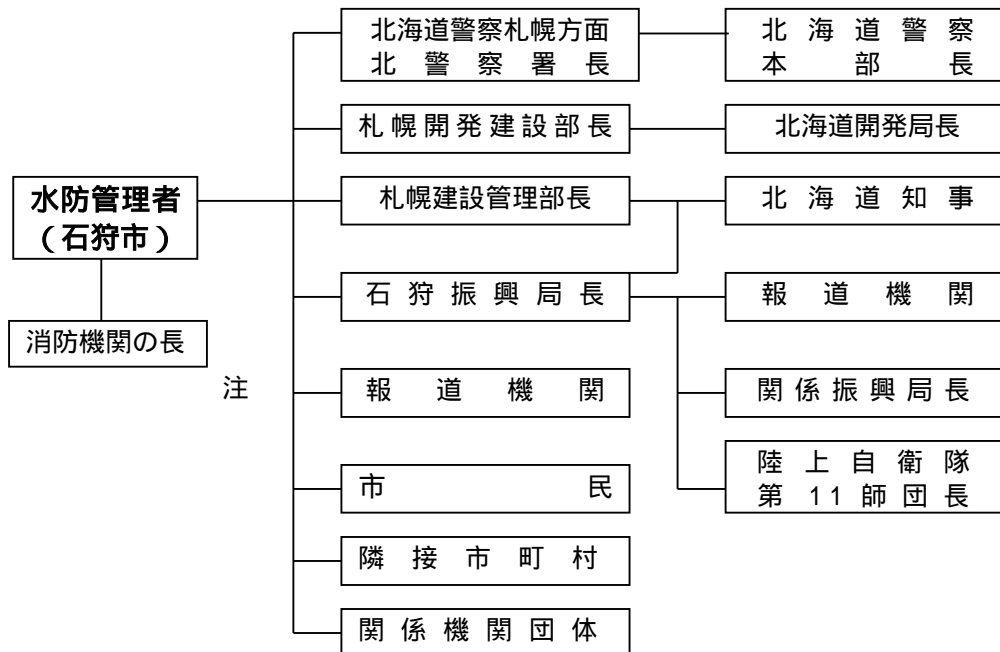 北海道警察札幌方面
北警察署長
北海道警察
本部長
札幌開発建設部長
北海道開発局長
水防管理者
（石狩市）
札幌建設管理部長
北海道知事
石狩振興局長
報道機関
消防機関の長
注
報道機関
関係振興局長
陸上自衛隊
第11師団長
市民
隣接市町村
関係機関団体